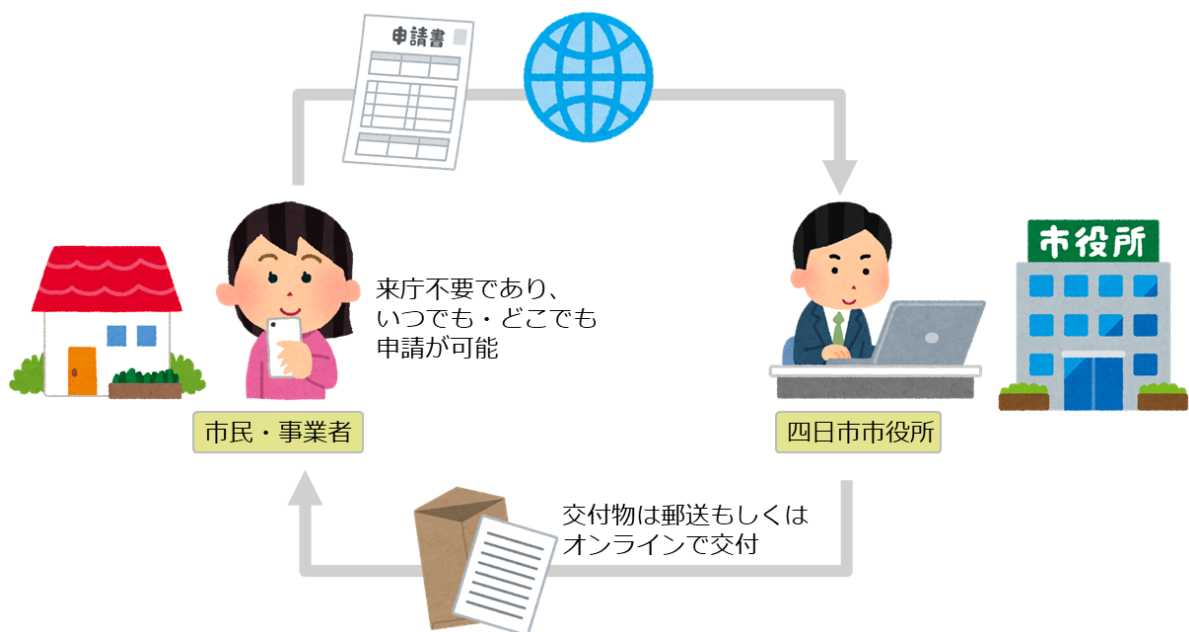 申請書
市役所
来庁不要であり、
いつでも・どこでも
申請が可能
市民・事業者
四日市市役所
交付物は郵送もしくは
オンラインで交付